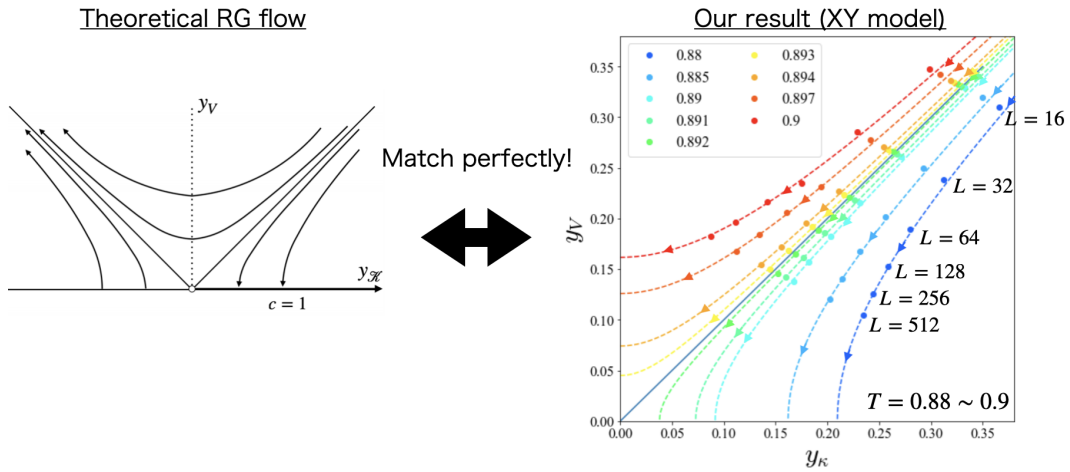 Theoretical RG flow
y_V
y_𝒦
c = 1
Match perfectly!
Our result (XY model)
0.88
0.885
0.89
0.891
0.892
0.893
0.894
0.897
0.9
L = 16
L = 32
L = 64
L = 128
L = 256
L = 512
T = 0.88 ~ 0.9
y_V
0.35
0.30
0.25
0.20
0.15
0.10
0.05
0.00
0.00 0.05 0.10 0.15 0.20 0.25 0.30 0.35
y_κ